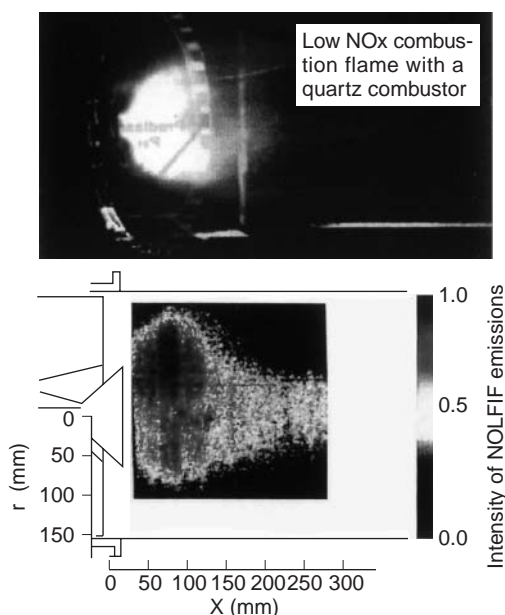 Low NOx combus-
tion flame with a
quartz combustor
1.0
0.5
0.0
Intensity of NOLFIF emissions
0
50
100
150
r (mm)
0 50 100 150 200 250 300
X (mm)